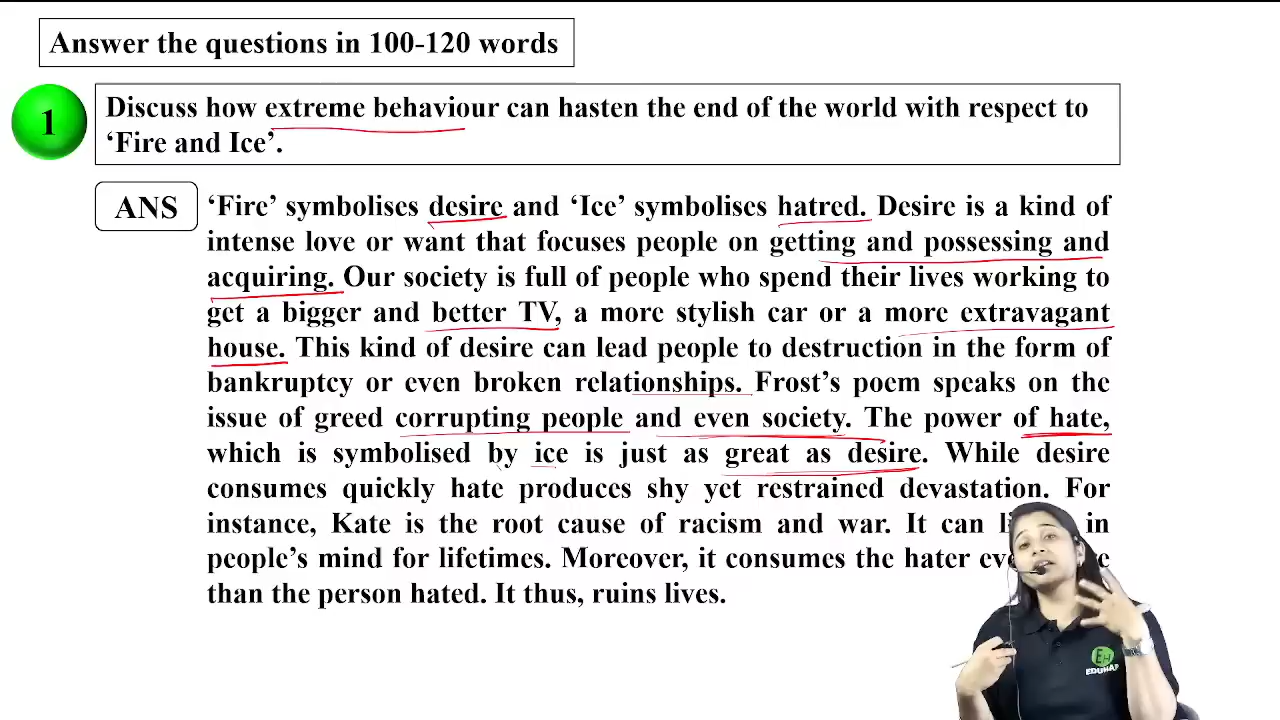 Answer the questions in 100-120 words
1
Discuss how extreme behaviour can hasten the end of the world with respect to
‘Fire and Ice’.
ANS
‘Fire’ symbolises desire and ‘Ice’ symbolises hatred. Desire is a kind of
intense love or want that focuses people on getting and possessing and
acquiring. Our society is full of people who spend their lives working to
get a bigger and better TV, a more stylish car or a more extravagant
house. This kind of desire can lead people to destruction in the form of
bankruptcy or even broken relationships. Frost’s poem speaks on the
issue of greed corrupting people and even society. The power of hate,
which is symbolised by ice is just as great as desire. While desire
consumes quickly hate produces shy yet restrained devastation. For
instance, Kate is the root cause of racism and war. It can in
people’s mind for lifetimes. Moreover, it consumes the hater
than the person hated. It thus, ruins lives.